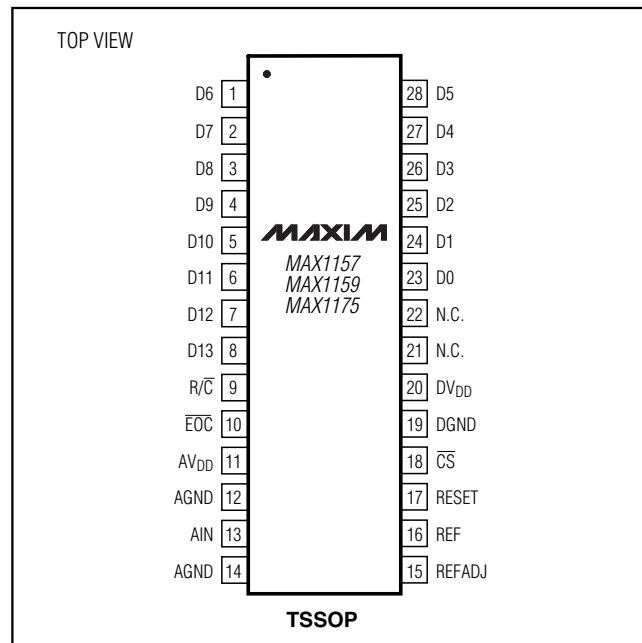 TOP VIEW
D6 1
D7 2
D8 3
D9 4
D10 5
D11 6
D12 7
D13 8
R/C̅ 9
E̅O̅C̅ 10
AVDD 11
AGND 12
AIN 13
AGND 14
MAXIM
MAX1157
MAX1159
MAX1175
28 D5
27 D4
26 D3
25 D2
24 D1
23 D0
22 N.C.
21 N.C.
20 DVDD
19 DGND
18 C̅S̅
17 RESET
16 REF
15 REFADJ
TSSOP